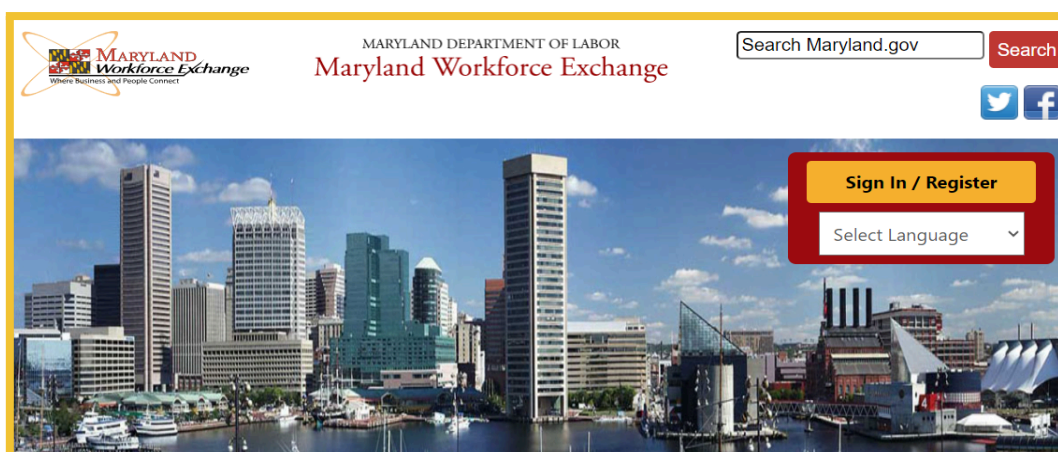 MARYLAND
Workforce Exchange
Where Business and People Connect
MARYLAND DEPARTMENT OF LABOR
Maryland Workforce Exchange
Search Maryland.gov
Search
Sign In / Register
Select Language